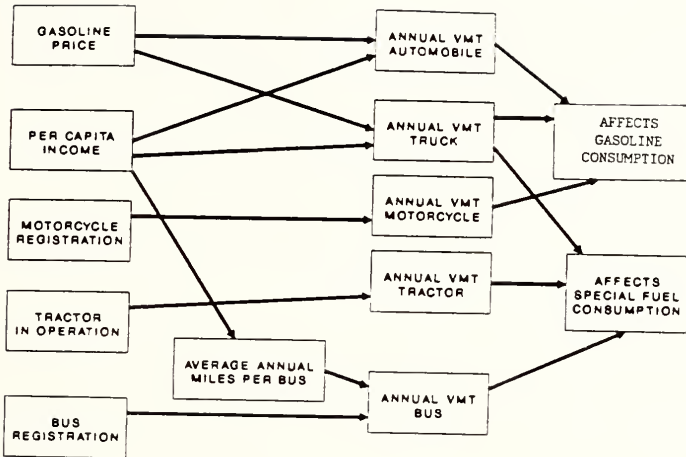 GASOLINE
PRICE
ANNUAL VMT
AUTOMOBILE
PER CAPITA
INCOME
ANNUAL VMT
TRUCK
AFFECTS
GASOLINE
CONSUMPTION
MOTORCYCLE
REGISTRATION
ANNUAL VMT
MOTORCYCLE
TRACTOR
IN OPERATION
ANNUAL VMT
TRACTOR
AFFECTS
SPECIAL FUEL
CONSUMPTION
AVERAGE ANNUAL
MILES PER BUS
BUS
REGISTRATION
ANNUAL VMT
BUS